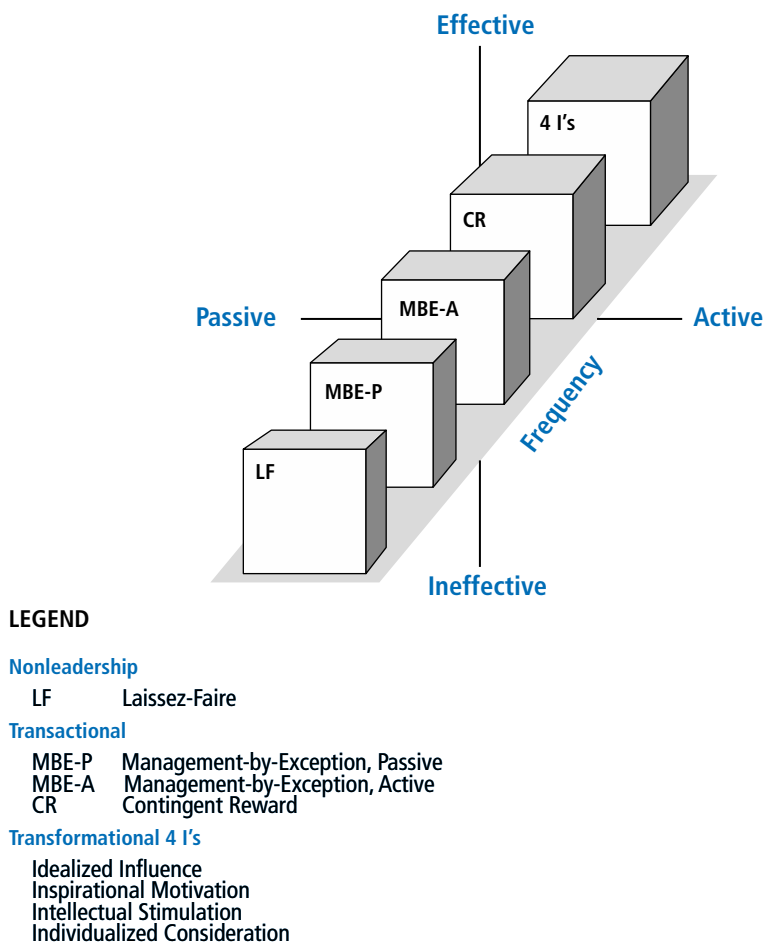 Effective
4 I's
CR
MBE-A
Passive
Active
MBE-P
Frequency
LF
Ineffective
LEGEND
Nonleadership
LF Laissez-Faire
Transactional
MBE-P Management-by-Exception, Passive
MBE-A Management-by-Exception, Active
CR Contingent Reward
Transformational 4 I's
Idealized Influence
Inspirational Motivation
Intellectual Stimulation
Individualized Consideration